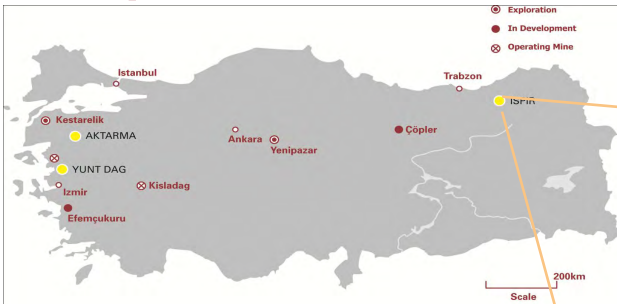 Exploration
In Development
Operating Mine
Istanbul
Trabzon
ISPIR
Kestarelik
AKTARMA
Ankara
Yenipazar
Çöpler
YUNT DAG
Izmir
Kisladag
Efemçukuru
200km
Scale